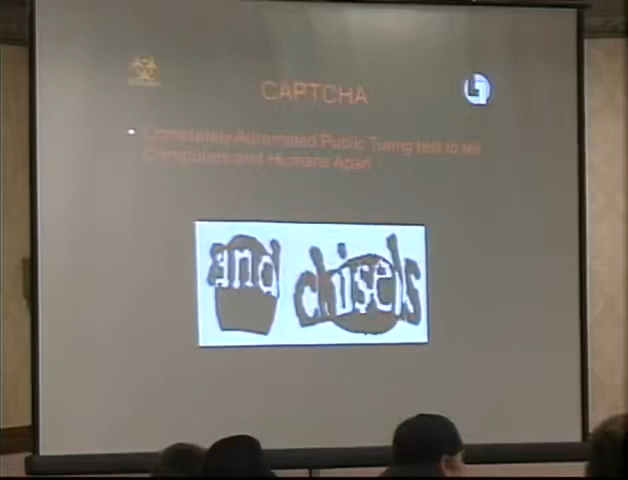 CAPTCHA
Completely Automated Public Turing test to tell
Computers and Humans Apart
and chisels